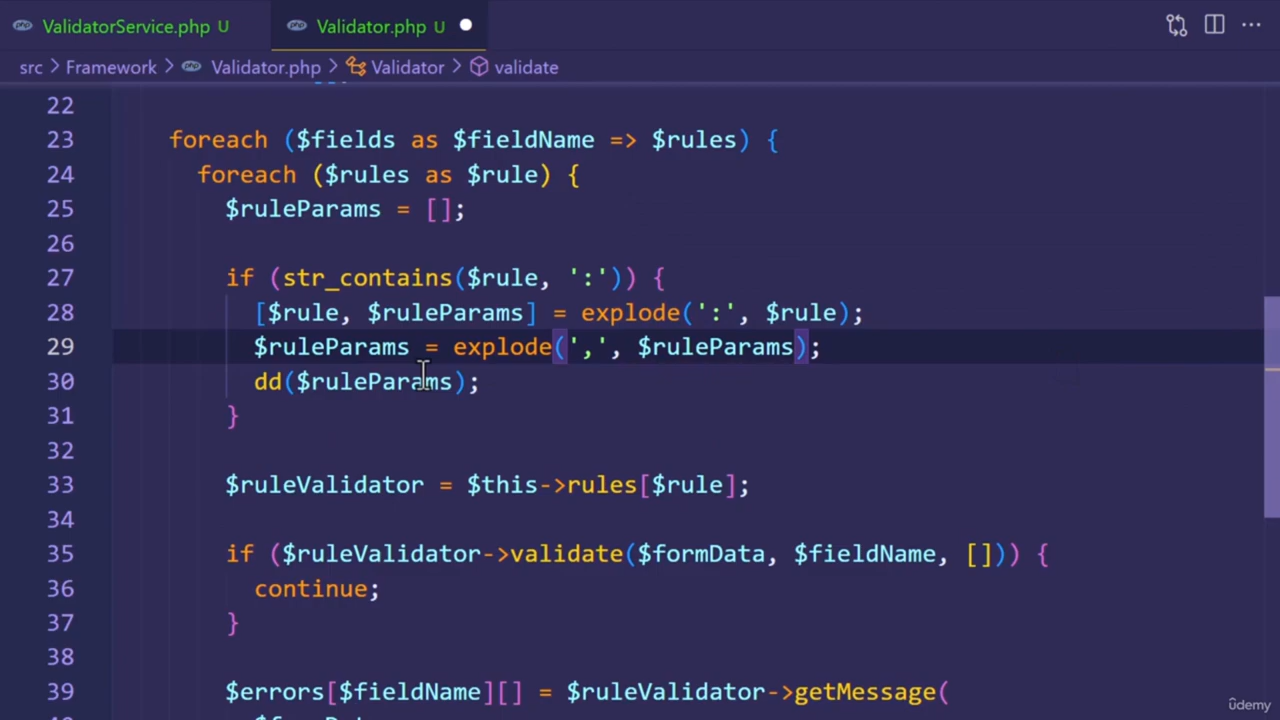 ValidatorService.php U
Validator.php U
src > Framework > Validator.php > Validator > validate
22
23 foreach ($fields as $fieldName => $rules) {
24 foreach ($rules as $rule) {
25 $ruleParams = [];
26
27 if (str_contains($rule, ':')) {
28 [$rule, $ruleParams] = explode(':', $rule);
29 $ruleParams = explode(',', $ruleParams);
30 dd($ruleParams);
31 }
32
33 $ruleValidator = $this->rules[$rule];
34
35 if ($ruleValidator->validate($formData, $fieldName, [])) {
36 continue;
37 }
38
39 $errors[$fieldName][] = $ruleValidator->getMessage(
ûdemy